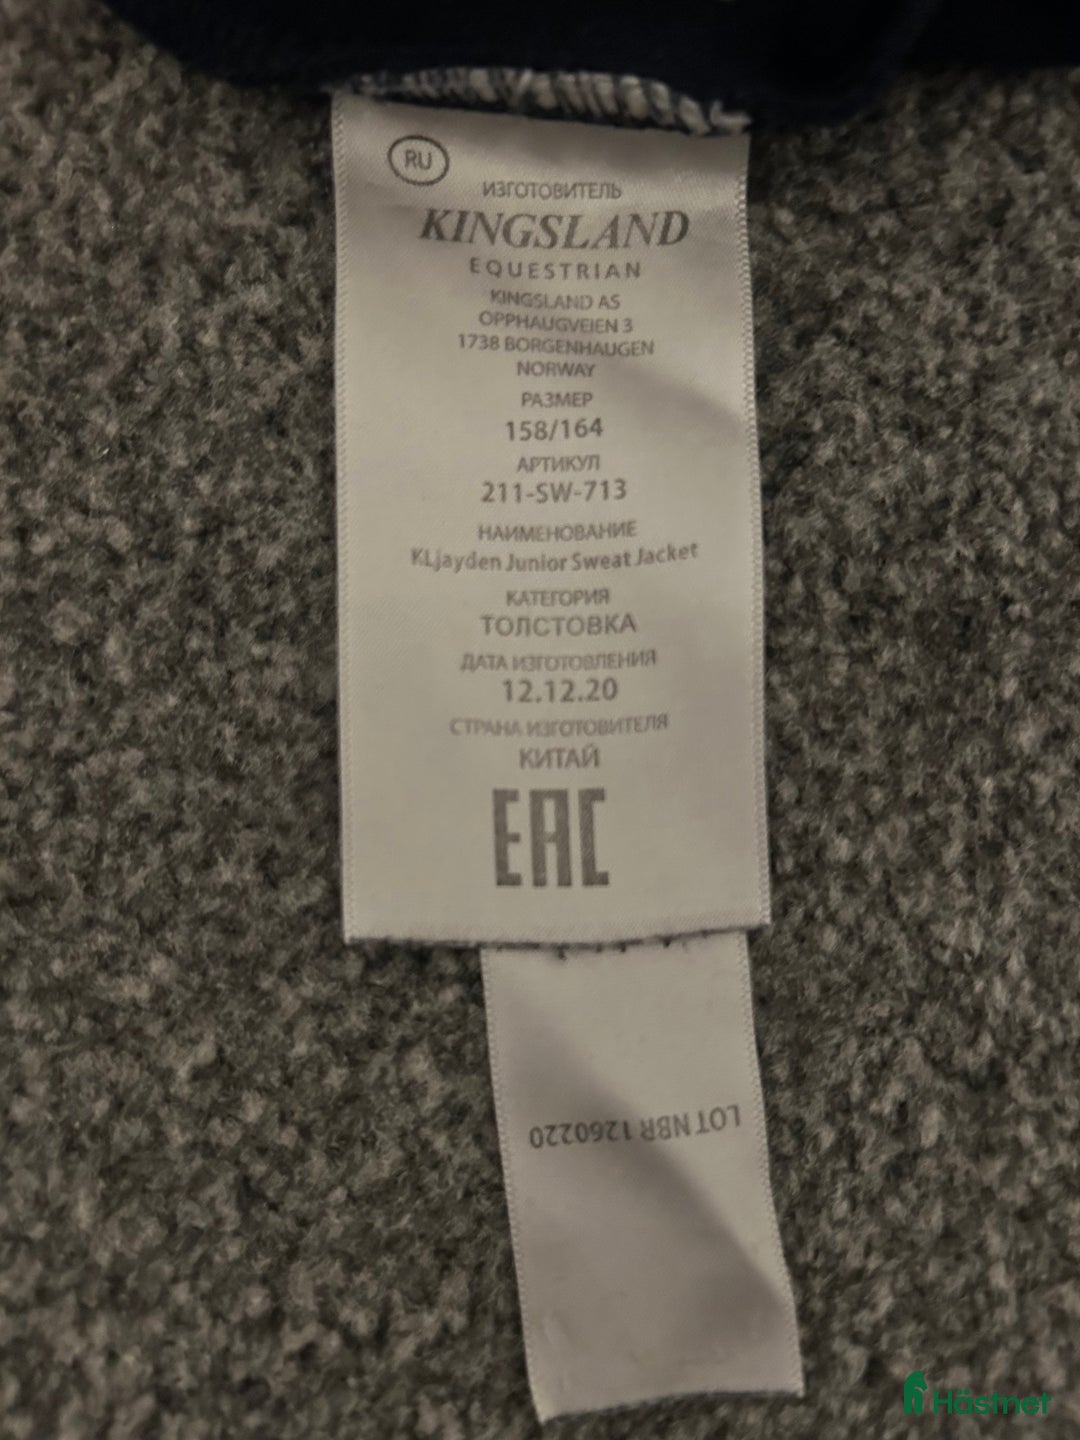 RU
ИЗГОТОВИТЕЛЬ
KINGSLAND
EQUESTRIAN
KINGSLAND AS
OPPHAUGVEIEN 3
1738 BORGENHAUGEN
NORWAY
РАЗМЕР
158/164
АРТИКУЛ
211-SW-713
НАИМЕНОВАНИЕ
KLjayden Junior Sweat Jacket
КАТЕГОРИЯ
ТОЛСТОВКА
ДАТА ИЗГОТОВЛЕНИЯ
12.12.20
СТРАНА ИЗГОТОВИТЕЛЯ
КИТАЙ
EAC
LOT NBR 1260220
Hästnet